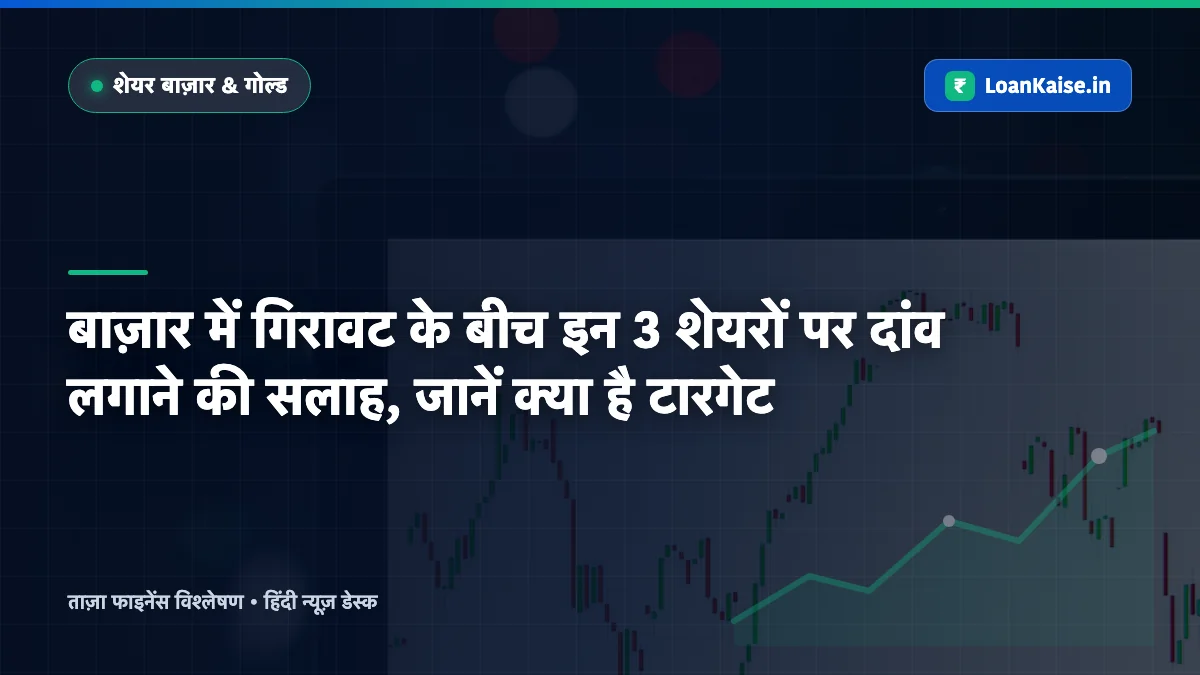 शेयर बाज़ार & गोल्ड
₹ LoanKaise.in
बाज़ार में गिरावट के बीच इन 3 शेयरों पर दांव
लगाने की सलाह, जानें क्या है टारगेट
ताज़ा फाइनेंस विश्लेषण • हिंदी न्यूज़ डेस्क